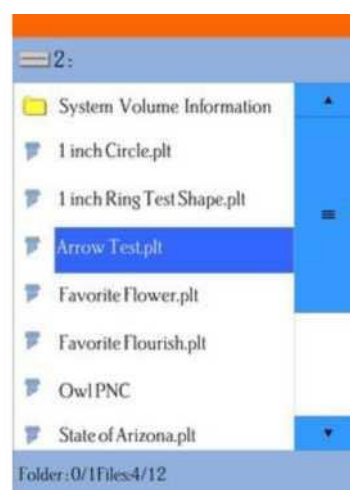 2:
System Volume Information
1 inch Circle.plt
1 inch Ring Test Shape.plt
Arrow Test.plt
Favorite Flower.plt
Favorite Flourish.plt
Owl PNC
State of Arizona.plt
Folder: 0/1Files:4/12